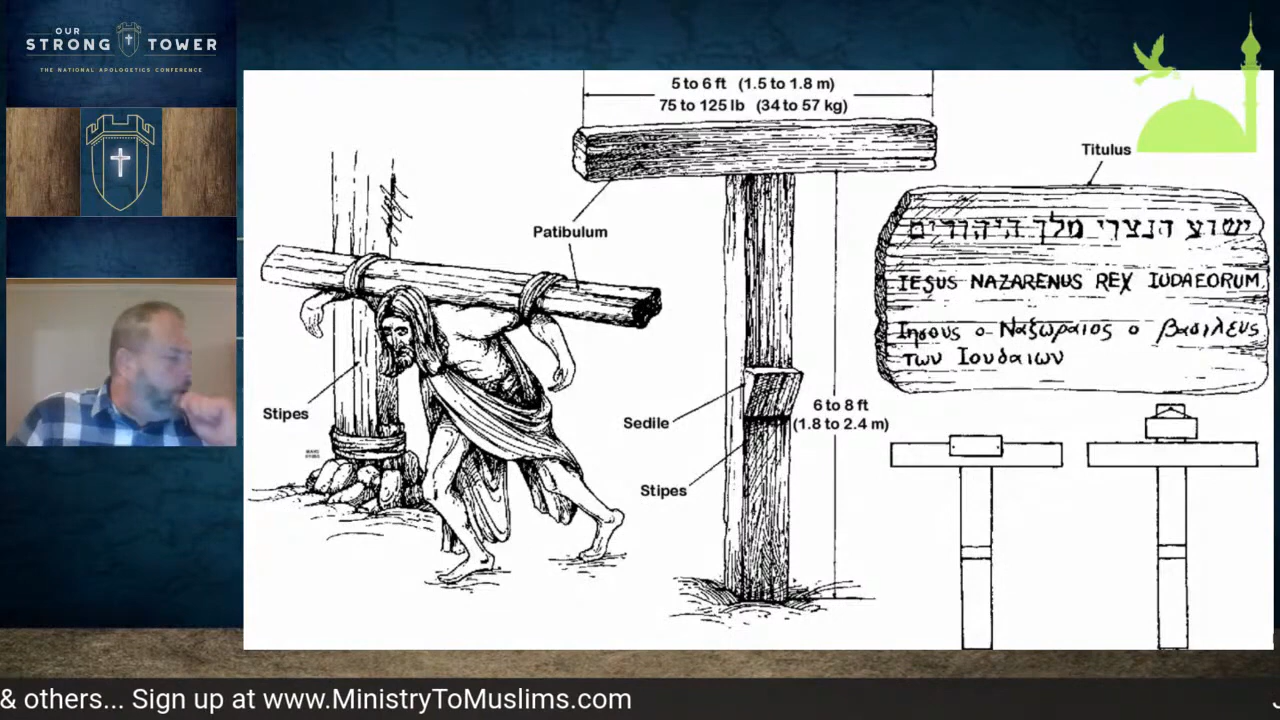 OUR
STRONG TOWER
THE NATIONAL APOLOGETICS CONFERENCE
5 to 6 ft (1.5 to 1.8 m)
75 to 125 lb (34 to 57 kg)
Patibulum
Stipes
Sedile
6 to 8 ft
(1.8 to 2.4 m)
Stipes
Titulus
ישוע הנצרי מלך היהודים
IESUS NAZARENUS REX IUDAEORUM
Ιησους ο Ναζωραιος ο βασιλευς
των Ιουδαιων
& others... Sign up at www.MinistryToMuslims.com